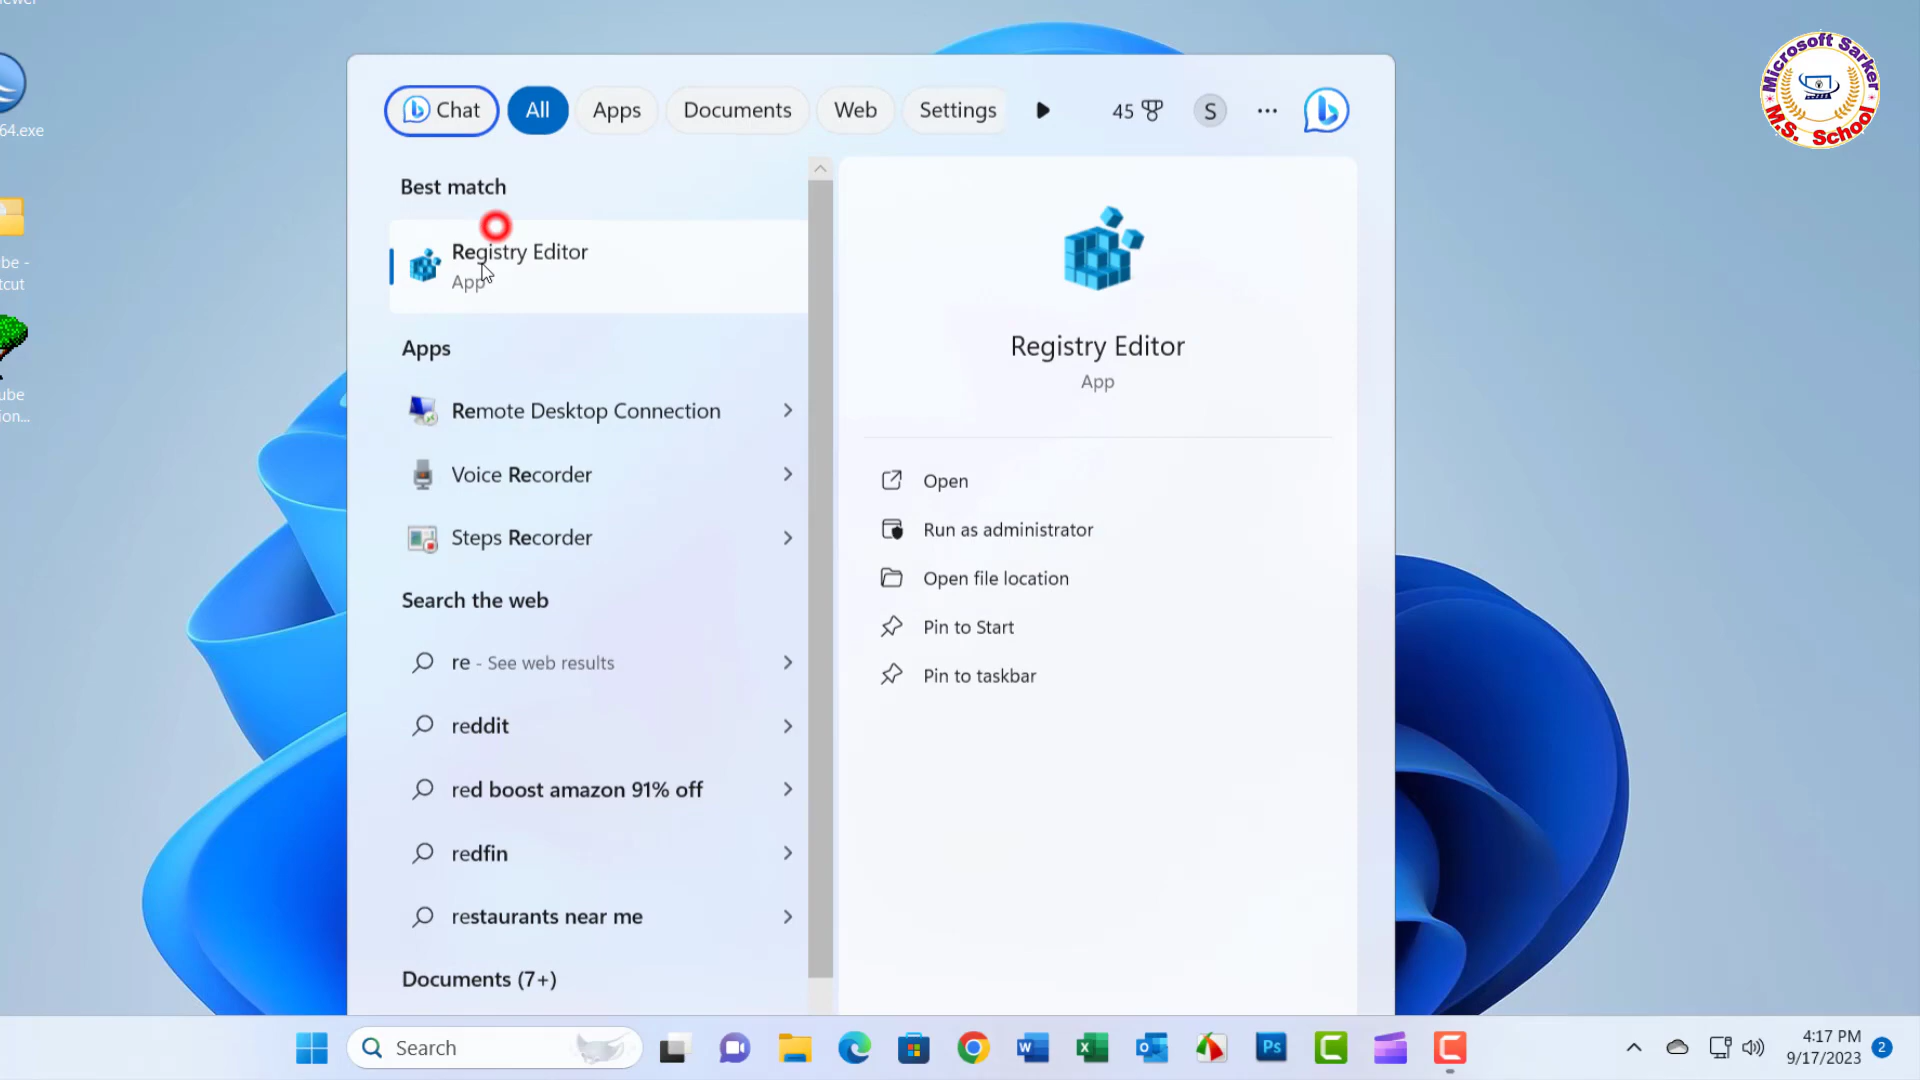 ewer
64.exe
be -
tcut
ube
ion...
Microsoft Sarker
M.S. School
Chat
All
Apps
Documents
Web
Settings
45
S
Best match
Registry Editor
App
Apps
Remote Desktop Connection
Voice Recorder
Steps Recorder
Search the web
re - See web results
reddit
red boost amazon 91% off
redfin
restaurants near me
Documents (7+)
Registry Editor
App
Open
Run as administrator
Open file location
Pin to Start
Pin to taskbar
Search
Ps
4:17 PM
9/17/2023
2